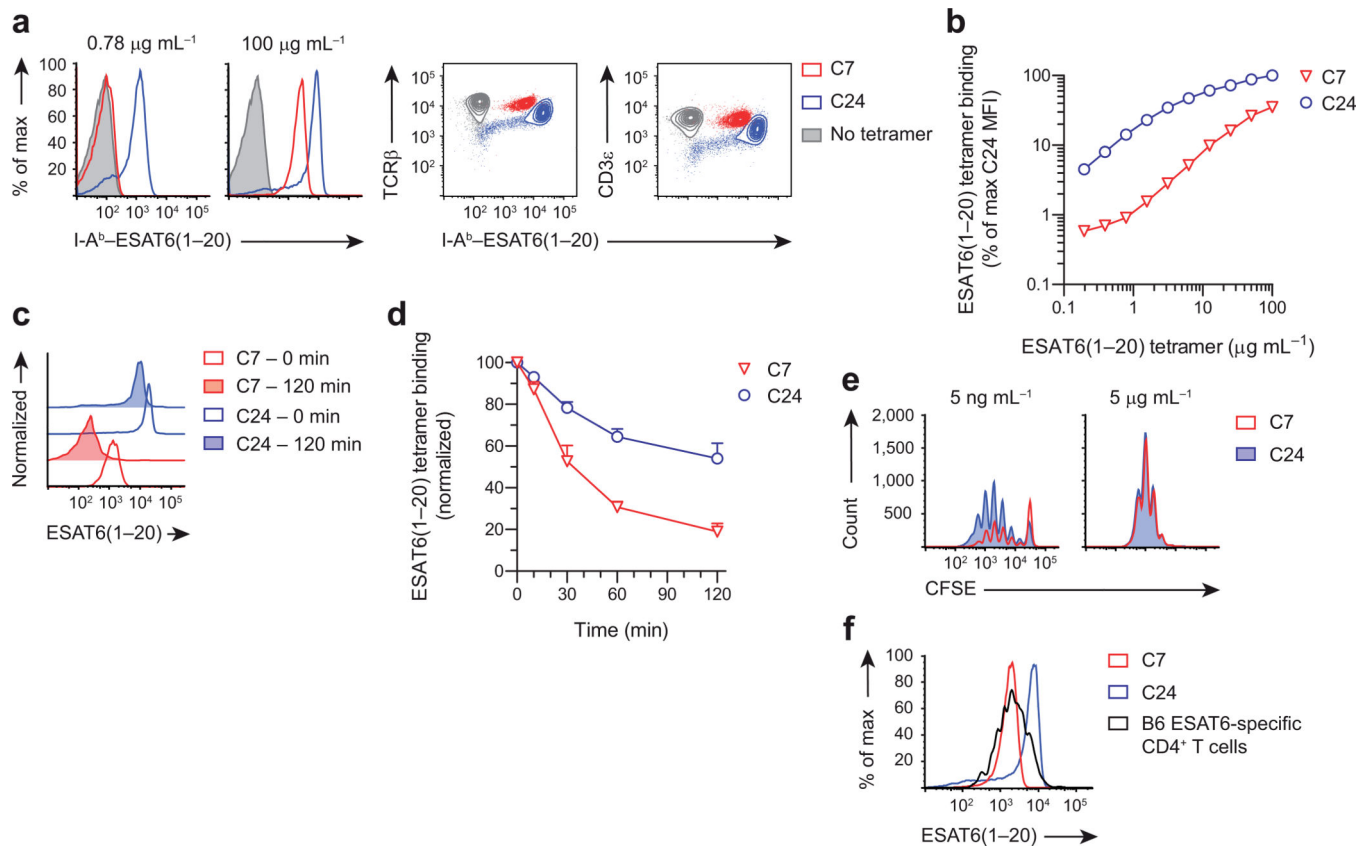 a
0.78 μg mL⁻¹
100 μg mL⁻¹
% of max
100
80
60
40
20
10² 10³ 10⁴ 10⁵
10² 10³ 10⁴ 10⁵
I-Aᵇ–ESAT6(1–20)
TCRβ
10⁵
10⁴
10³
10²
10² 10³ 10⁴ 10⁵
I-Aᵇ–ESAT6(1–20)
CD3ε
10⁵
10⁴
10³
10²
C7
C24
No tetramer
b
ESAT6(1–20) tetramer binding
(% of max C24 MFI)
100
10
1
0.1
0.1 1 10 100
ESAT6(1–20) tetramer (μg mL⁻¹)
C7
C24
c
Normalized
10² 10³ 10⁴ 10⁵
ESAT6(1–20)
C7 – 0 min
C7 – 120 min
C24 – 0 min
C24 – 120 min
d
ESAT6(1–20) tetramer binding
(normalized)
100
80
60
40
20
0
0 30 60 90 120
Time (min)
C7
C24
e
5 ng mL⁻¹
5 μg mL⁻¹
Count
2,000
1,500
1,000
500
10² 10³ 10⁴ 10⁵
CFSE
C7
C24
f
% of max
100
80
60
40
20
10² 10³ 10⁴ 10⁵
ESAT6(1–20)
C7
C24
B6 ESAT6-specific
CD4⁺ T cells